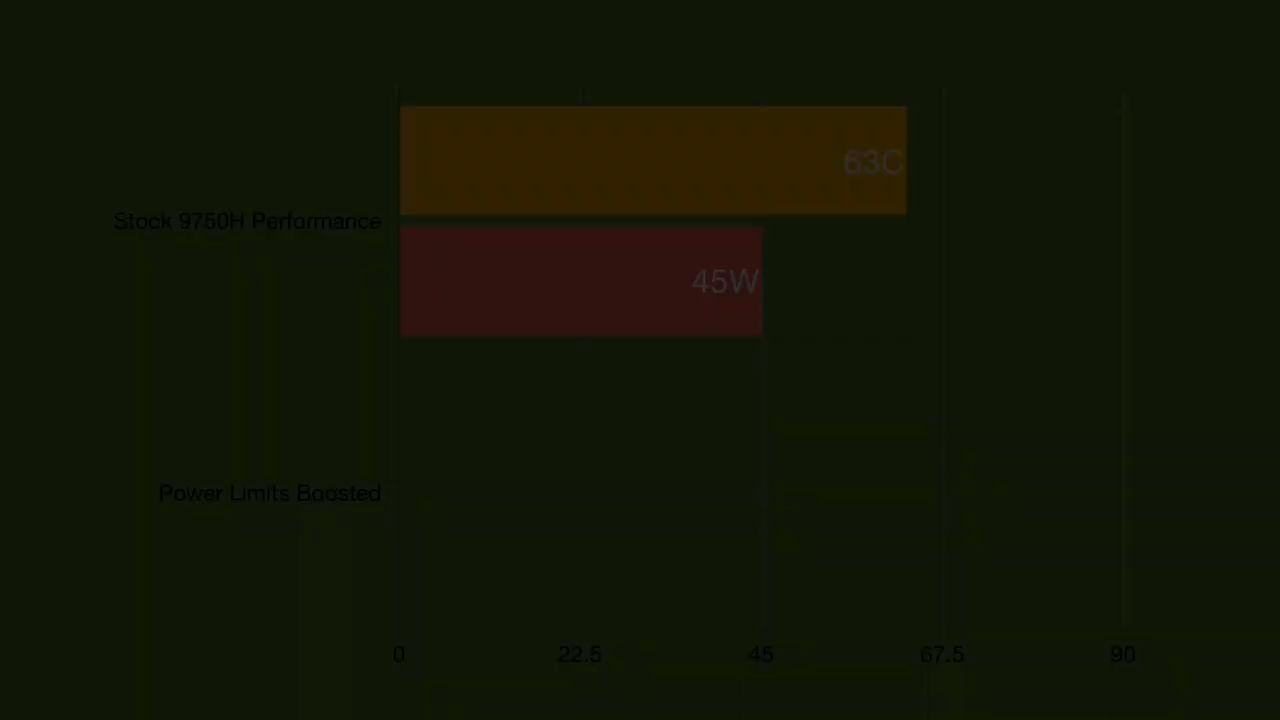 63C
Stock 9750H Performance
45W
Power Limits Boosted
0 22.5 45 67.5 90